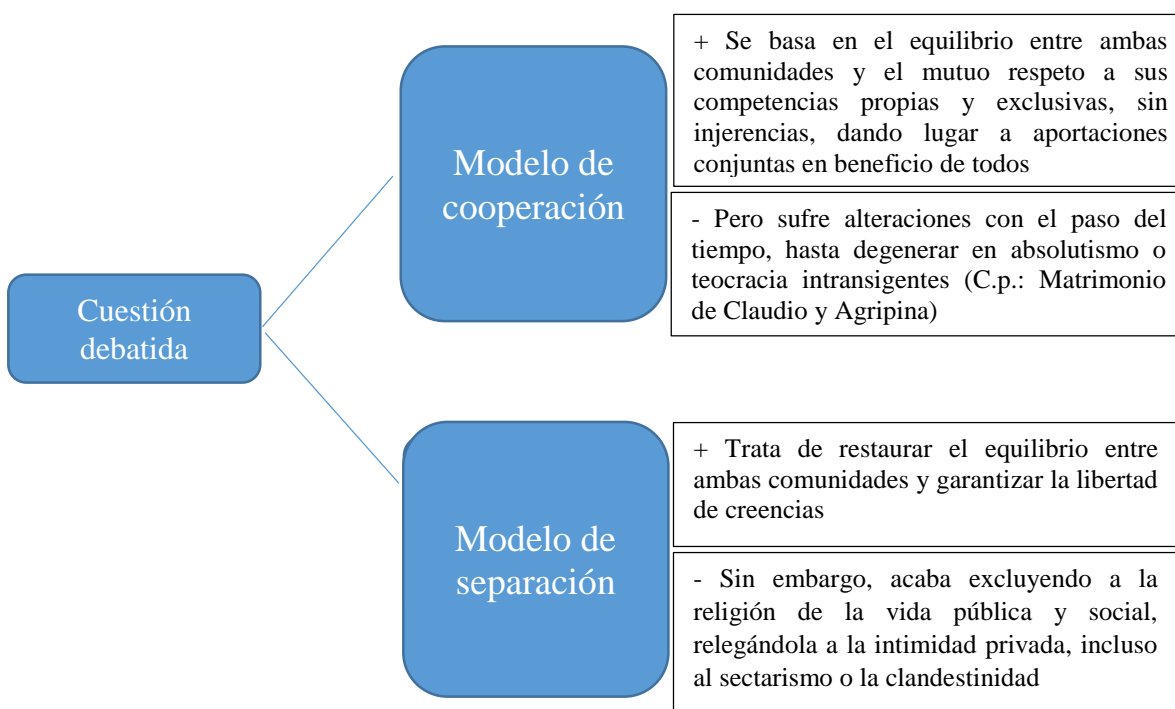 Cuestión
debatida
Modelo de
cooperación
+ Se basa en el equilibrio entre ambas
comunidades y el mutuo respeto a sus
competencias propias y exclusivas, sin
injerencias, dando lugar a aportaciones
conjuntas en beneficio de todos
- Pero sufre alteraciones con el paso del
tiempo, hasta degenerar en absolutismo o
teocracia intransigentes (C.p.: Matrimonio
de Claudio y Agripina)
Modelo de
separación
+ Trata de restaurar el equilibrio entre
ambas comunidades y garantizar la libertad
de creencias
- Sin embargo, acaba excluyendo a la
religión de la vida pública y social,
relegándola a la intimidad privada, incluso
al sectarismo o la clandestinidad